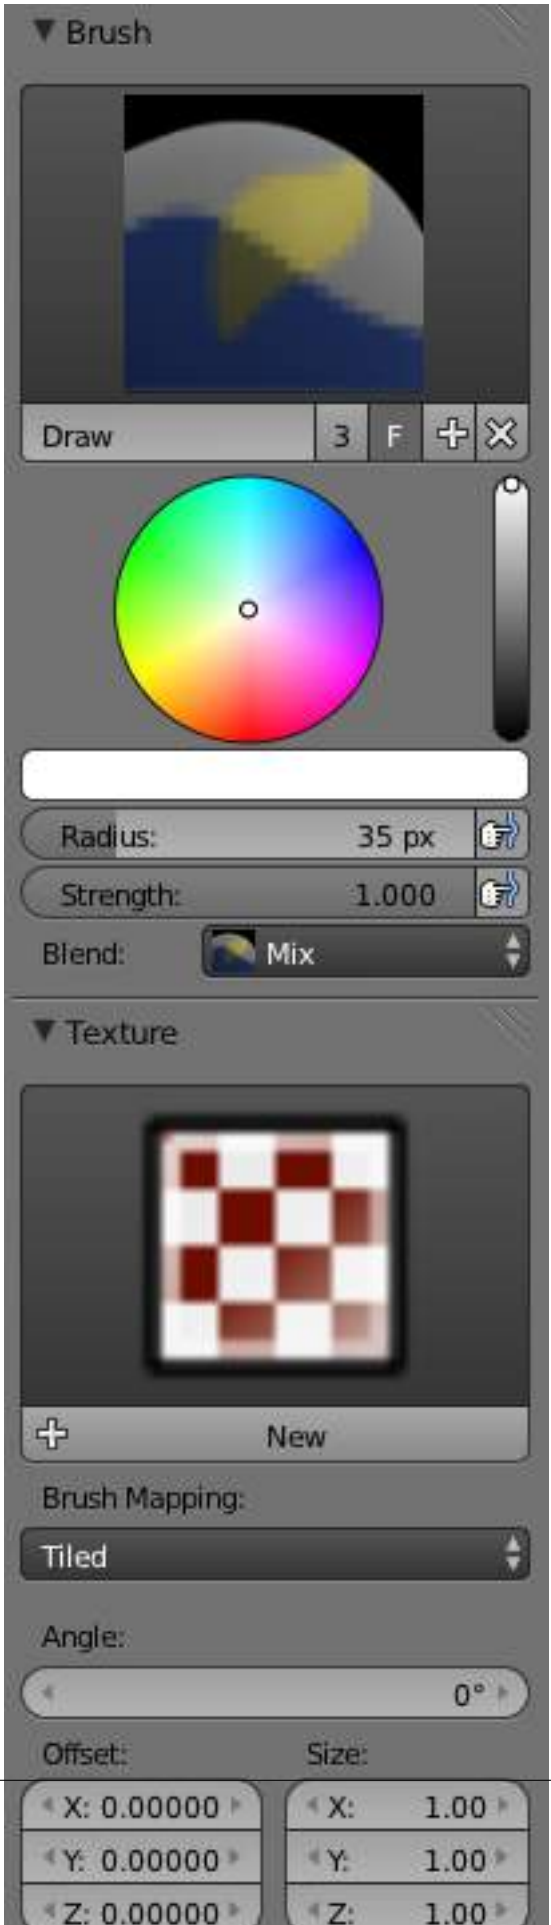 Brush
Draw 3 F
Radius: 35 px
Strength: 1.000
Blend: Mix
Texture
New
Brush Mapping:
Tiled
Angle:
0°
Offset: Size:
X: 0.00000 X: 1.00
Y: 0.00000 Y: 1.00
Z: 0.00000 Z: 1.00